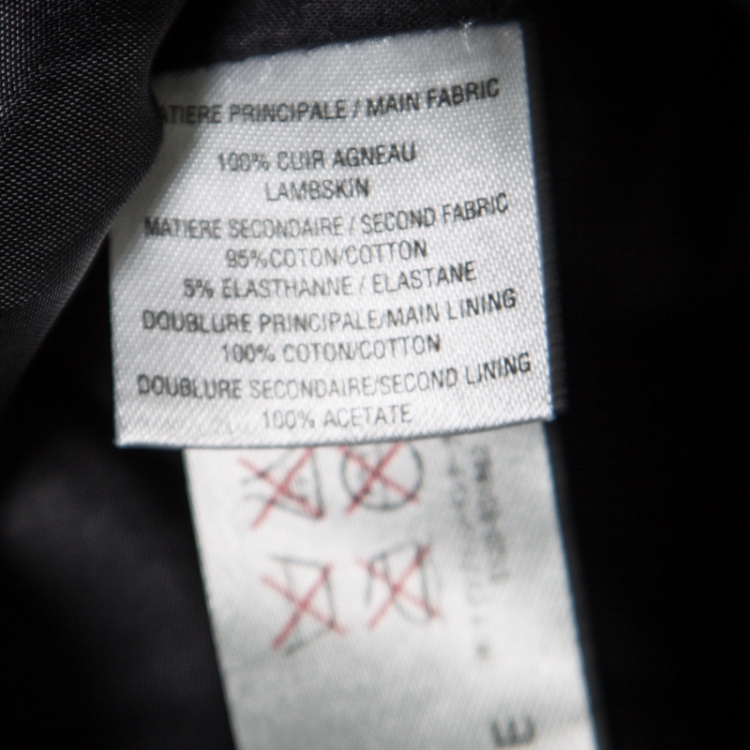 ATIERE PRINCIPALE / MAIN FABRIC
100% CUIR AGNEAU
LAMBSKIN
MATIERE SECONDAIRE / SECOND FABRIC
95%COTON/COTTON
5% ELASTHANNE / ELASTANE
DOUBLURE PRINCIPALE/MAIN LINING
100% COTON/COTTON
DOUBLURE SECONDAIRE/SECOND LINING
100% ACETATE
E